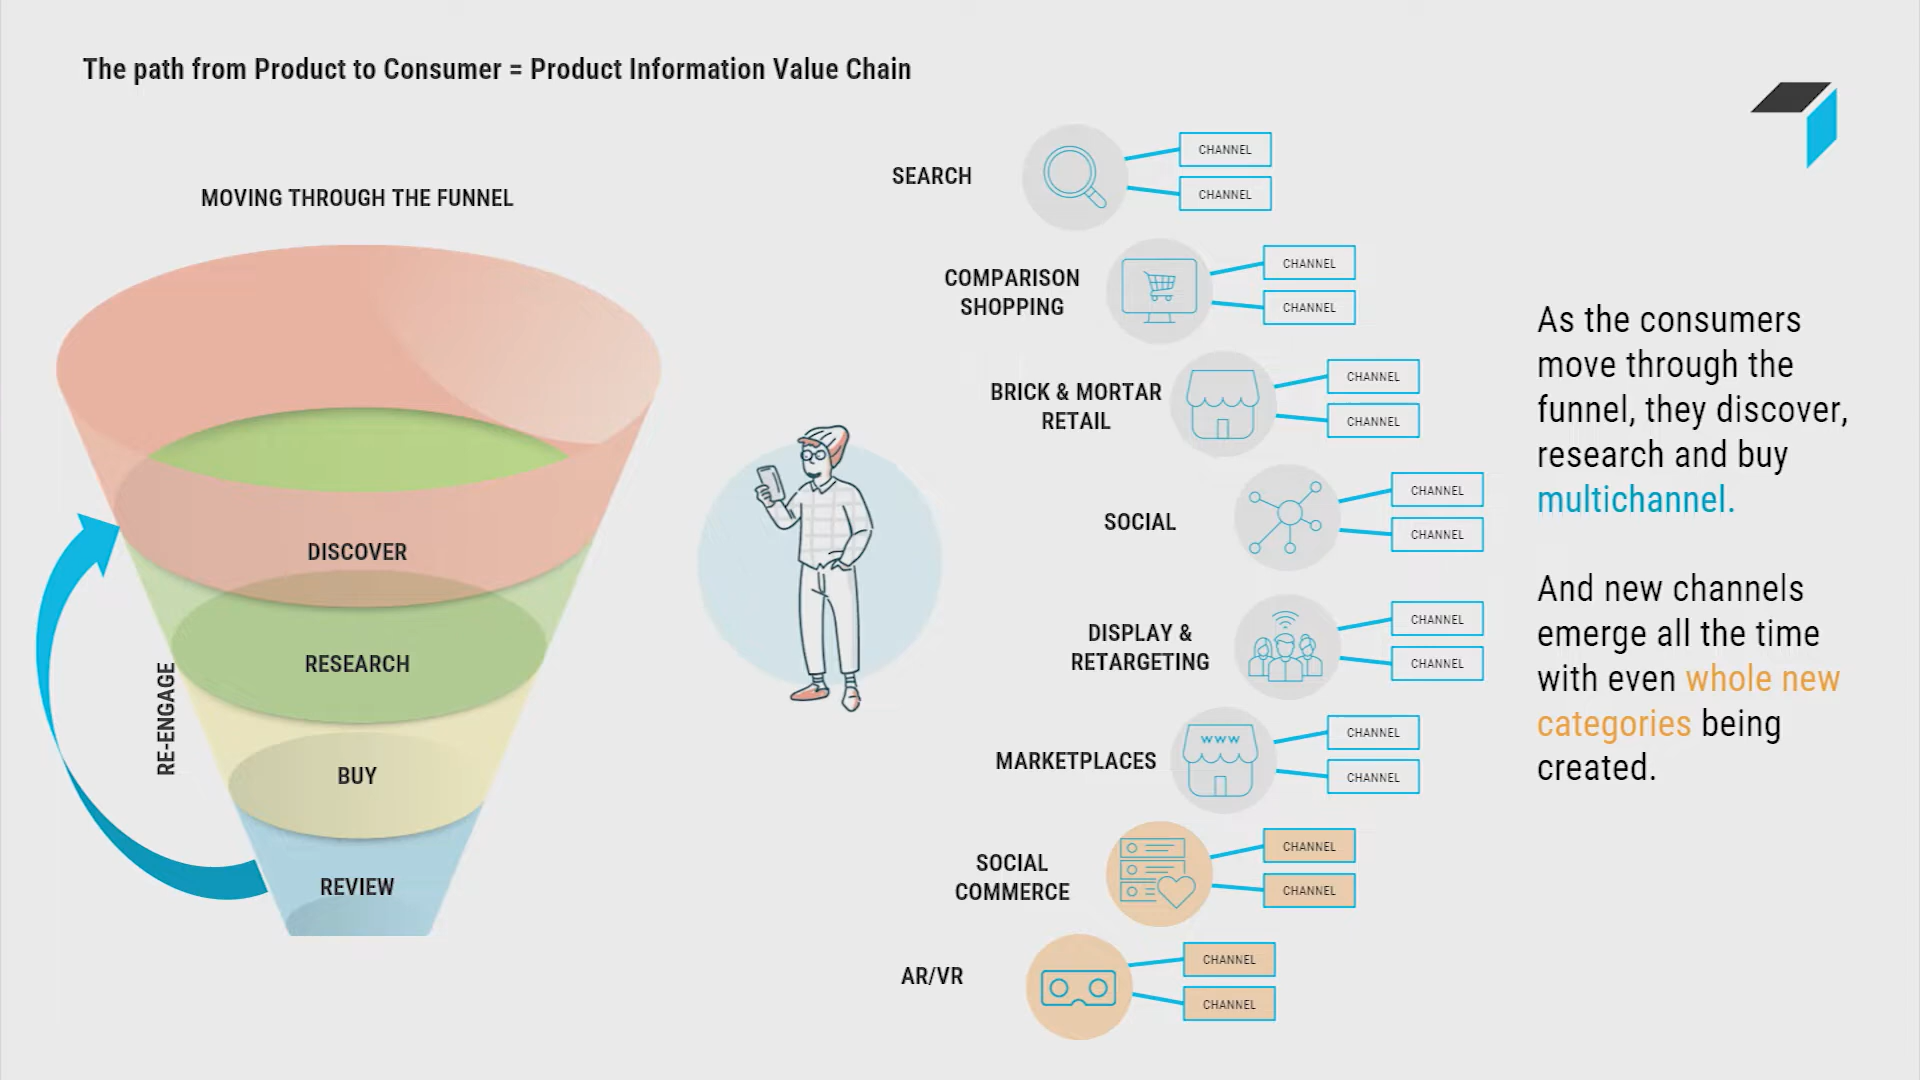 The path from Product to Consumer = Product Information Value Chain
MOVING THROUGH THE FUNNEL
DISCOVER
RESEARCH
BUY
REVIEW
RE-ENGAGE
SEARCH
CHANNEL
CHANNEL
COMPARISON
SHOPPING
CHANNEL
CHANNEL
BRICK & MORTAR
RETAIL
CHANNEL
CHANNEL
SOCIAL
CHANNEL
CHANNEL
DISPLAY &
RETARGETING
CHANNEL
CHANNEL
MARKETPLACES
WWW
CHANNEL
CHANNEL
SOCIAL
COMMERCE
CHANNEL
CHANNEL
AR/VR
CHANNEL
CHANNEL
As the consumers
move through the
funnel, they discover,
research and buy
multichannel.
And new channels
emerge all the time
with even whole new
categories being
created.